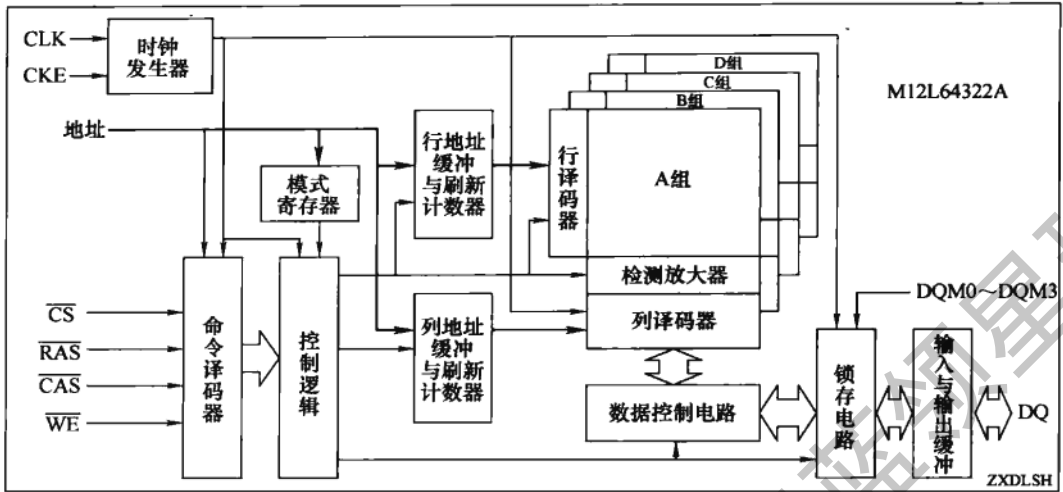 CLK
CKE
时钟
发生器
地址
模式
寄存器
行地址
缓冲
与刷新
计数器
行译码器
D组
C组
B组
A组
M12L64322A
检测放大器
列译码器
列地址
缓冲
与刷新
计数器
C̅S̅
R̅A̅S̅
C̅A̅S̅
W̅E̅
命令译码器
控制逻辑
数据控制电路
DQM0～DQM3
锁存电路
输入与输出缓冲
DQ
ZXDLSH
蓝领星